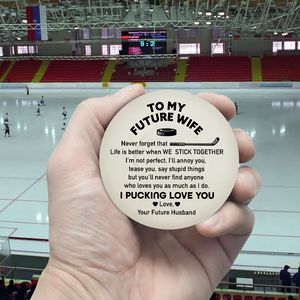 9:2
TO MY
FUTURE WIFE
Never forget that
Life is better when WE STICK TOGETHER
I'm not perfect. I'll annoy you,
tease you, say stupid things
but you'll never find anyone
who loves you as much as I do.
I PUCKING LOVE YOU
Love,
Your Future Husband